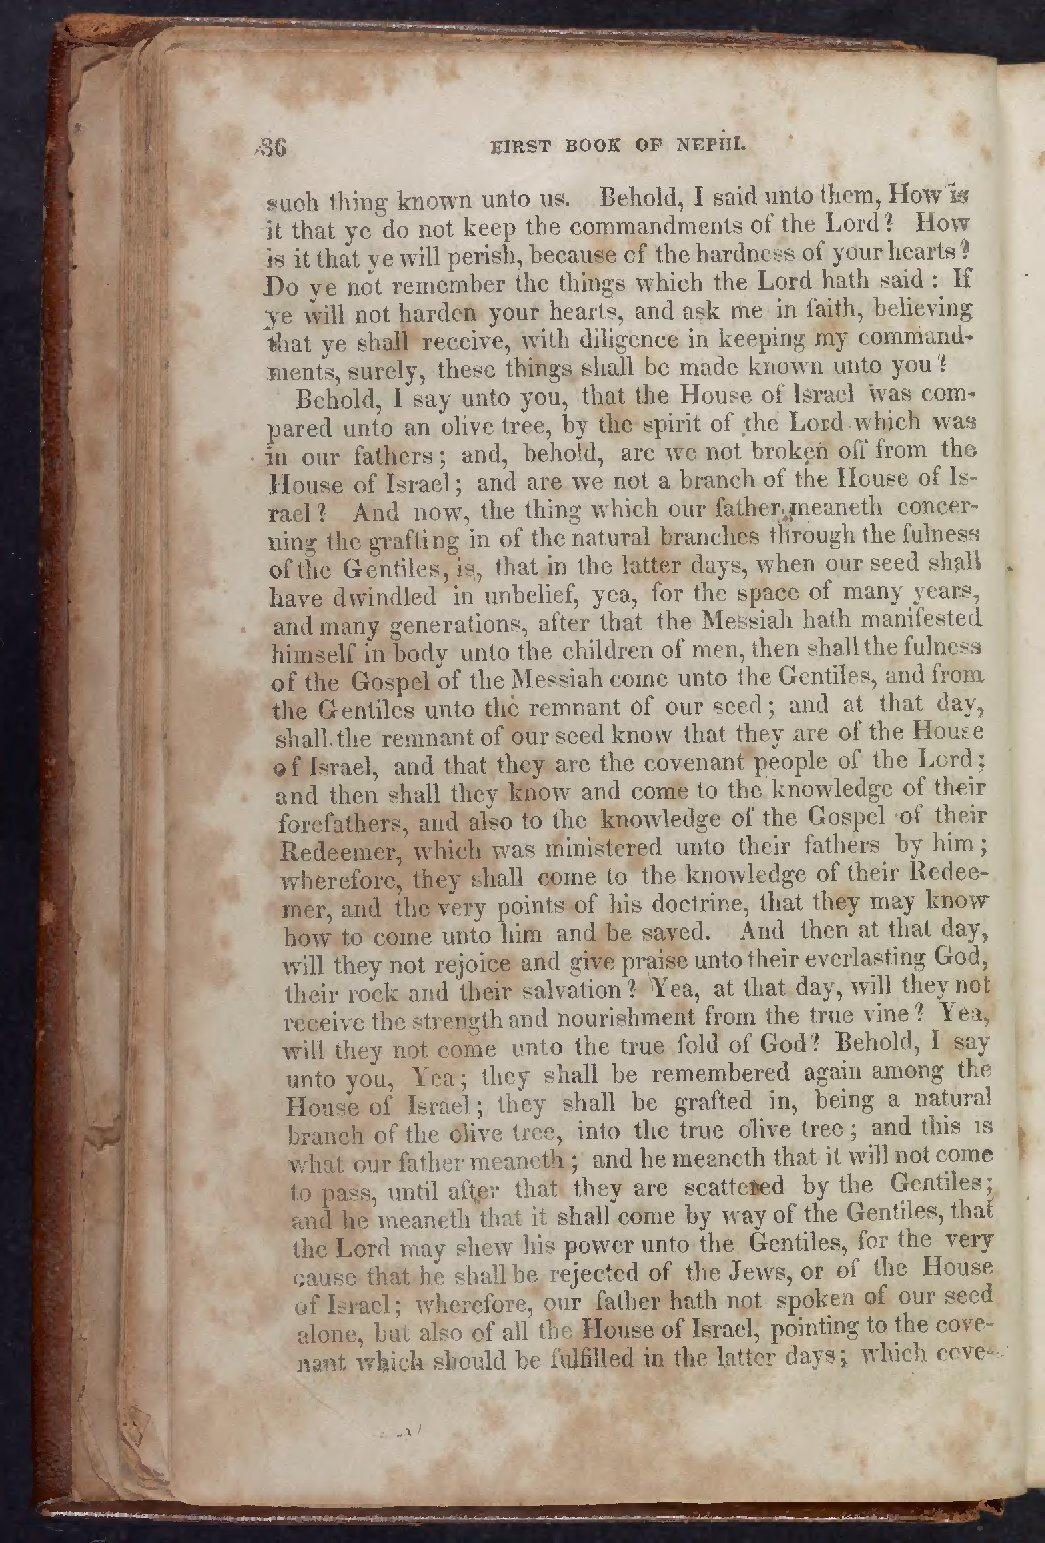 36 FIRST BOOK OF NEPHI.
such thing known unto us. Behold, I said unto them, How is
it that ye do not keep the commandments of the Lord? How
is it that ye will perish, because of the hardness of your hearts?
Do ye not remember the things which the Lord hath said: If
ye will not harden your hearts, and ask me in faith, believing
that ye shall receive, with diligence in keeping my command-
ments, surely, these things shall be made known unto you?
Behold, I say unto you, that the House of Israel was com-
pared unto an olive tree, by the spirit of the Lord which was
in our fathers; and, behold, are we not broken off from the
House of Israel; and are we not a branch of the House of Is-
rael? And now, the thing which our father meaneth concer-
ning the grafting in of the natural branches through the fulness
of the Gentiles, is, that in the latter days, when our seed shall
have dwindled in unbelief, yea, for the space of many years,
and many generations, after that the Messiah hath manifested
himself in body unto the children of men, then shall the fulness
of the Gospel of the Messiah come unto the Gentiles, and from
the Gentiles unto the remnant of our seed; and at that day,
shall the remnant of our seed know that they are of the House
of Israel, and that they are the covenant people of the Lord;
and then shall they know and come to the knowledge of their
forefathers, and also to the knowledge of the Gospel of their
Redeemer, which was ministered unto their fathers by him;
wherefore, they shall come to the knowledge of their Redee-
mer, and the very points of his doctrine, that they may know
how to come unto him and be saved. And then at that day,
will they not rejoice and give praise unto their everlasting God,
their rock and their salvation? Yea, at that day, will they not
receive the strength and nourishment from the true vine? Yea,
will they not come unto the true fold of God? Behold, I say
unto you, Yea; they shall be remembered again among the
House of Israel; they shall be grafted in, being a natural
branch of the olive tree, into the true olive tree; and this is
what our father meaneth; and he meaneth that it will not come
to pass, until after that they are scattered by the Gentiles;
and he meaneth that it shall come by way of the Gentiles, that
the Lord may shew his power unto the Gentiles, for the very
cause that he shall be rejected of the Jews, or of the House
of Israel; wherefore, our father hath not spoken of our seed
alone, but also of all the House of Israel, pointing to the cove-
nant which should be fulfilled in the latter days; which cove-